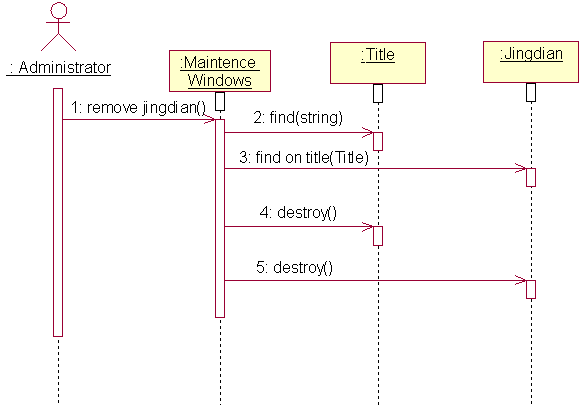 : Administrator
:Maintence
Windows
:Title
:Jingdian
1: remove jingdian()
2: find(string)
3: find on title(Title)
4: destroy()
5: destroy()